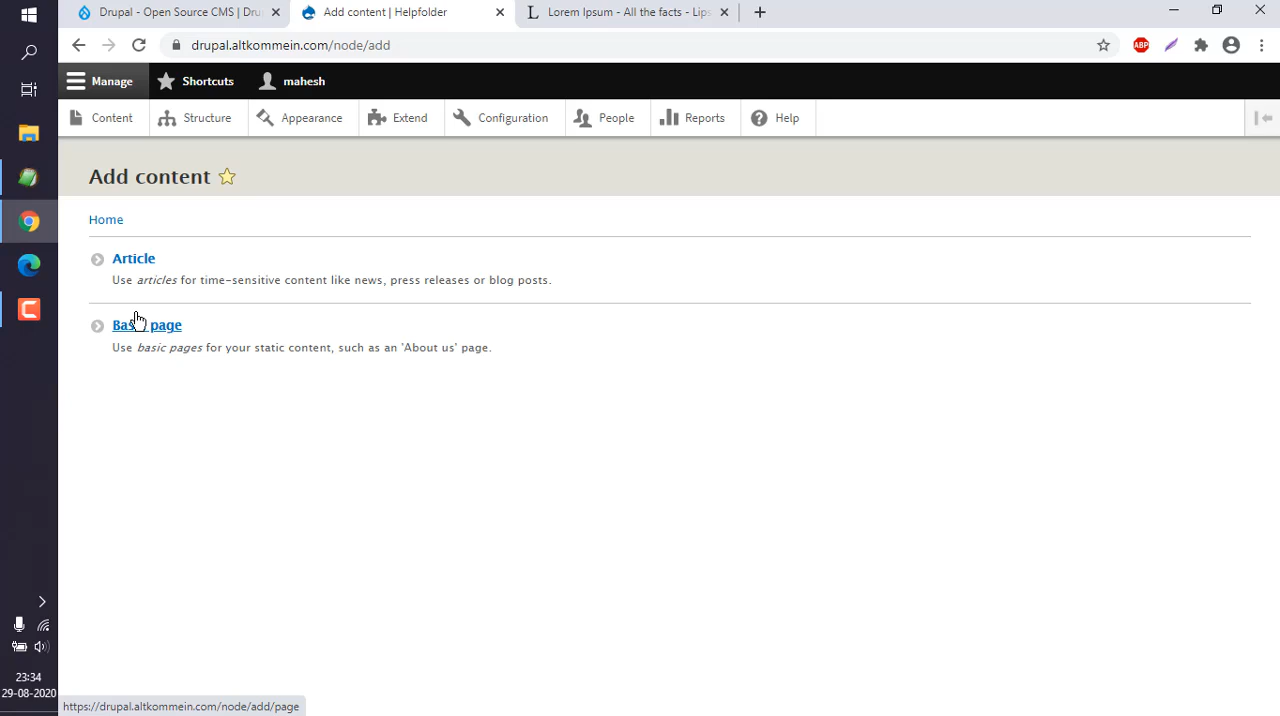 Drupal - Open Source CMS | Dru
Add content | Helpfolder
Lorem Ipsum - All the facts - Lips
drupal.altkommein.com/node/add
ABP
Manage
Shortcuts
mahesh
Content
Structure
Appearance
Extend
Configuration
People
Reports
Help
Add content
Home
Article
Use articles for time-sensitive content like news, press releases or blog posts.
Basic page
Use basic pages for your static content, such as an 'About us' page.
23:34
29-08-2020
https://drupal.altkommein.com/node/add/page